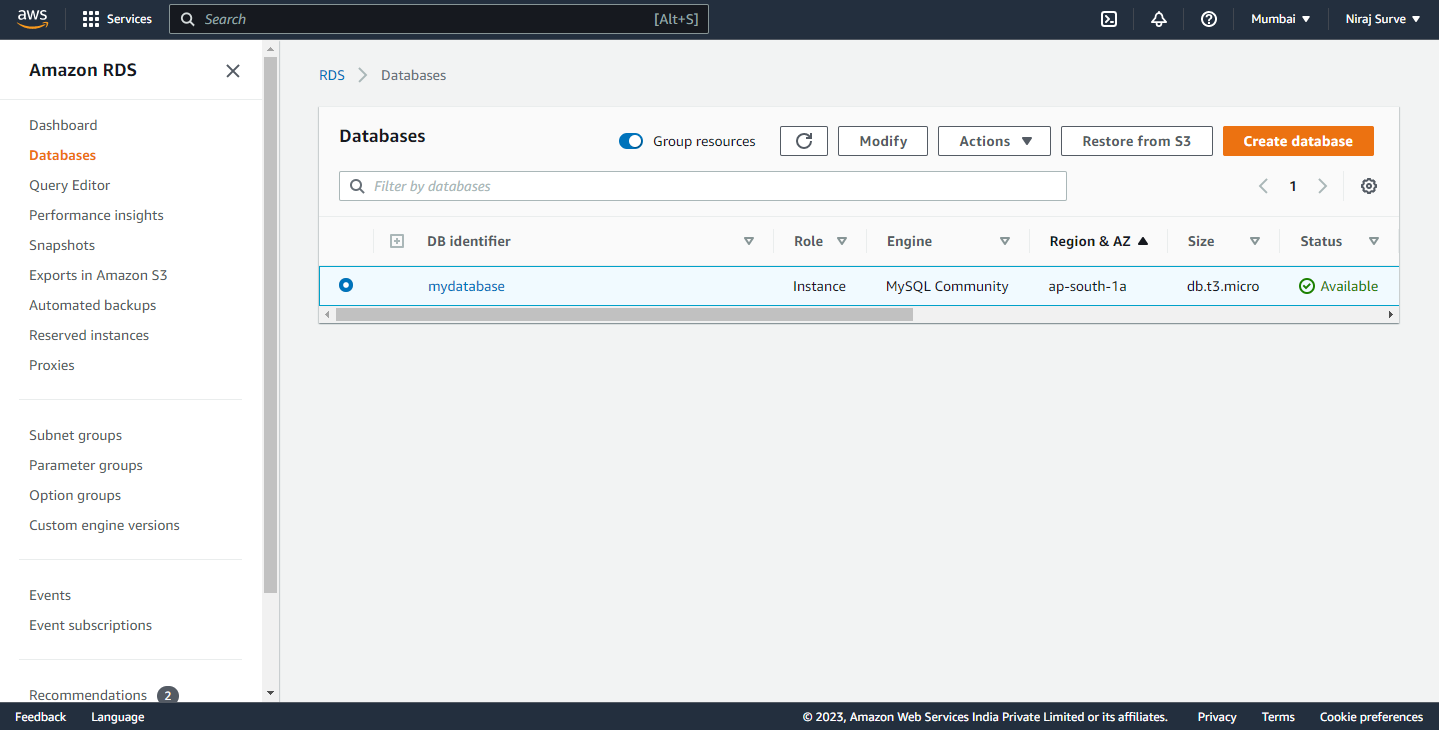 aws Services Search [Alt+S] Mumbai Niraj Surve
Amazon RDS
Dashboard
Databases
Query Editor
Performance insights
Snapshots
Exports in Amazon S3
Automated backups
Reserved instances
Proxies
Subnet groups
Parameter groups
Option groups
Custom engine versions
Events
Event subscriptions
Recommendations 2
RDS Databases
Databases Group resources Modify Actions Restore from S3 Create database
Filter by databases 1
DB identifier Role Engine Region & AZ Size Status
mydatabase Instance MySQL Community ap-south-1a db.t3.micro Available
Feedback Language © 2023, Amazon Web Services India Private Limited or its affiliates. Privacy Terms Cookie preferences